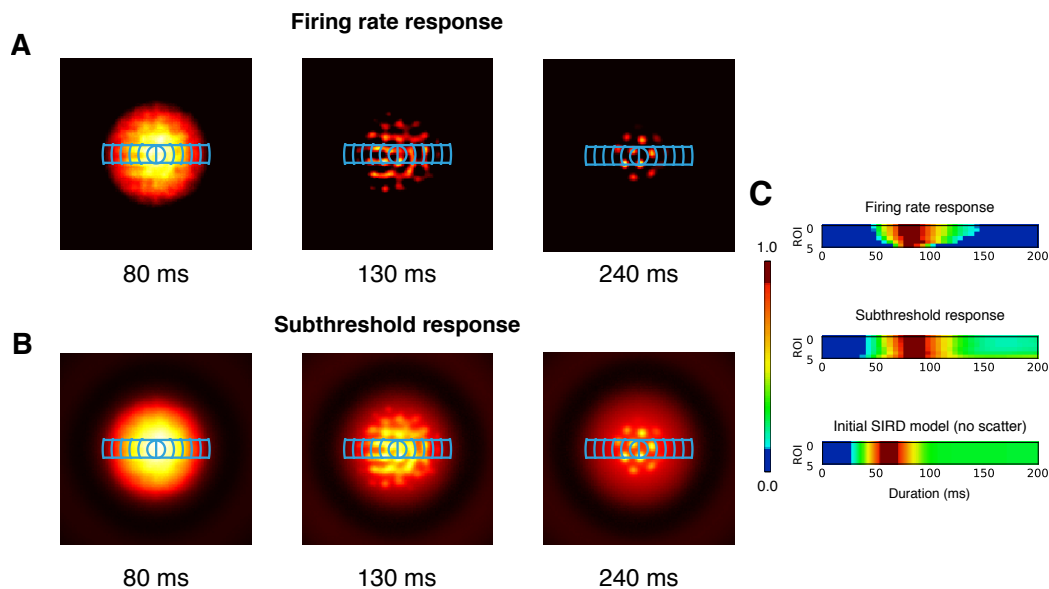 Firing rate response
A
80 ms
130 ms
240 ms
Subthreshold response
B
80 ms
130 ms
240 ms
C
1.0
0.0
Firing rate response
ROI
0
5
0 50 100 150 200
Subthreshold response
ROI
0
5
0 50 100 150 200
Initial SIRD model (no scatter)
ROI
0
5
0 50 100 150 200
Duration (ms)